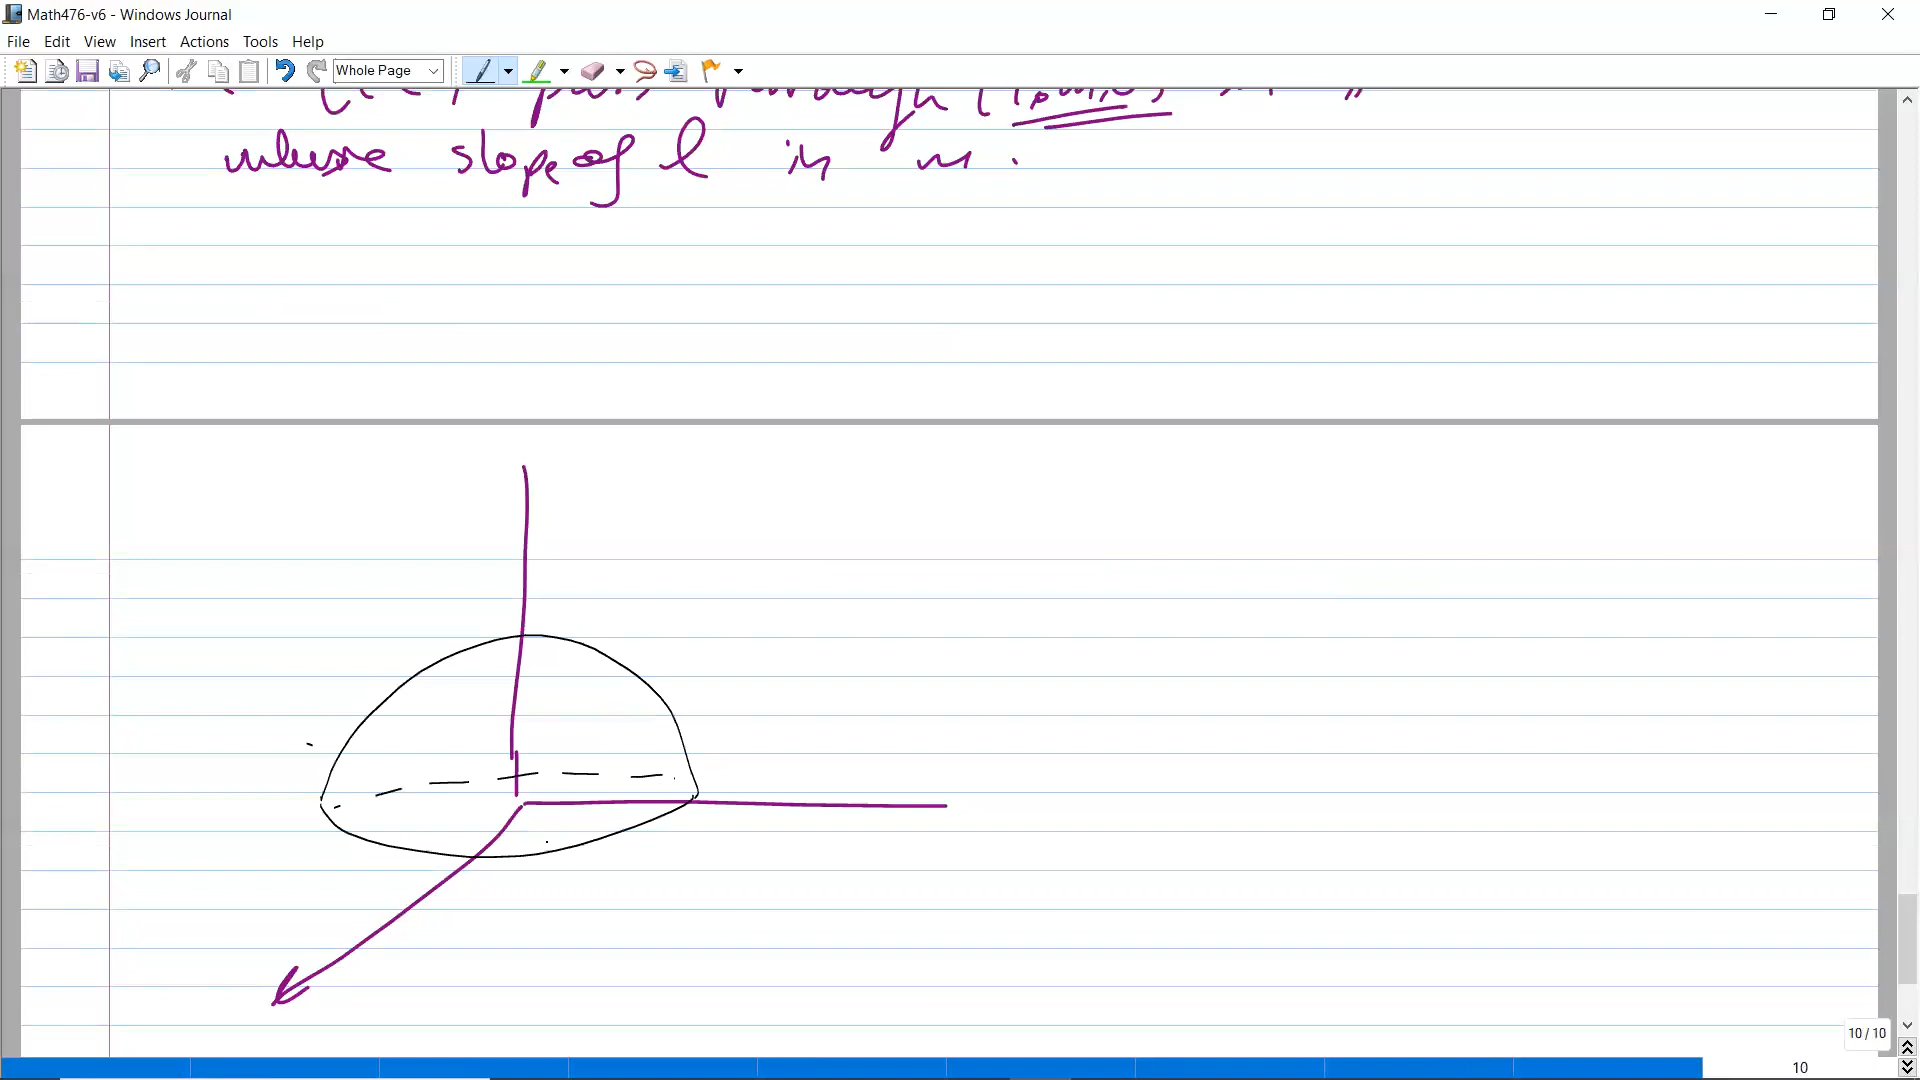 Math476-v6 - Windows Journal
File Edit View Insert Actions Tools Help
Whole Page
through
where slope of l is m.
10 / 10
10